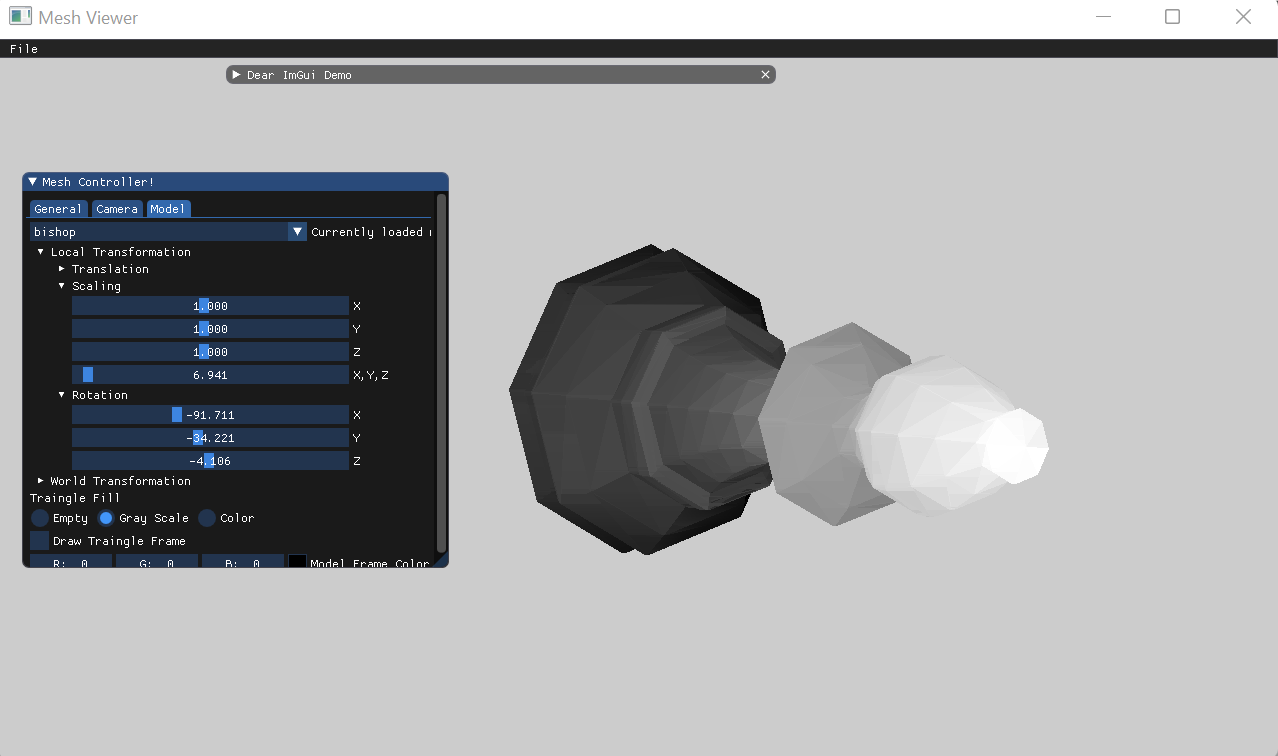 Mesh Viewer
File
Dear ImGui Demo
Mesh Controller!
General Camera Model
bishop Currently loaded
Local Transformation
Translation
Scaling
1.000 X
1.000 Y
1.000 Z
6.941 X,Y,Z
Rotation
-91.711 X
-34.221 Y
-4.106 Z
World Transformation
Traingle Fill
Empty Gray Scale Color
Draw Traingle Frame
R: 0 G: 0 B: 0 Model Frame Color